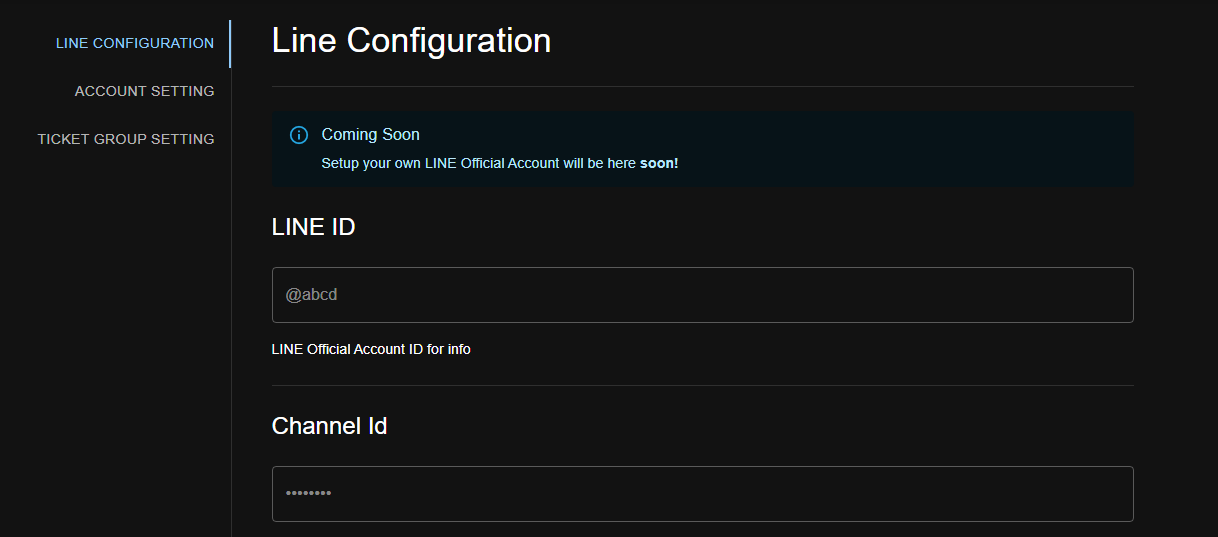 LINE CONFIGURATION
ACCOUNT SETTING
TICKET GROUP SETTING
Line Configuration
Coming Soon
Setup your own LINE Official Account will be here soon!
LINE ID
@abcd
LINE Official Account ID for info
Channel Id
••••••••